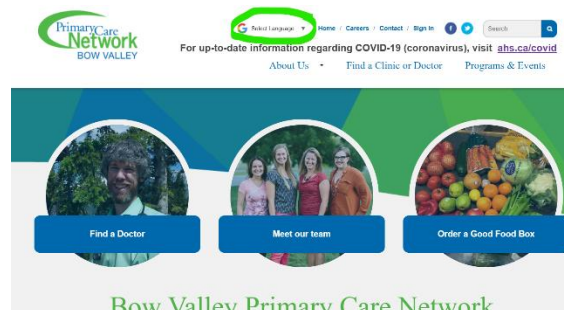 PrimaryCare
Network
BOW VALLEY
Select Language ▼ Home / Careers / Contact / Sign In
Search
For up-to-date information regarding COVID-19 (coronavirus), visit ahs.ca/covid
About Us
Find a Clinic or Doctor
Programs & Events
Find a Doctor
Meet our team
Order a Good Food Box
Bow Valley Primary Care Network